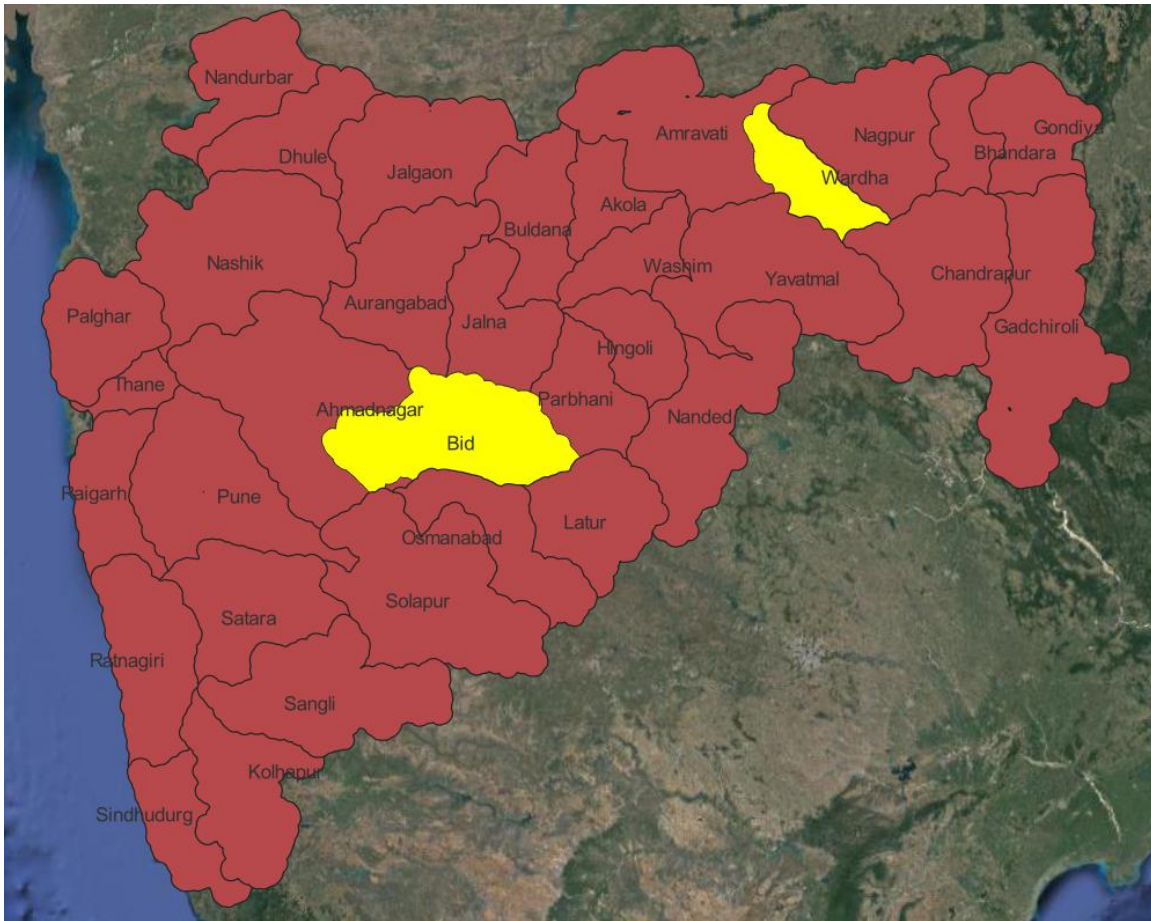 Nandurbar
Dhule
Jalgaon
Amravati
Nagpur
Gondiya
Bhandara
Wardha
Akola
Buldana
Nashik
Washim
Yavatmal
Chandrapur
Aurangabad
Jalna
Palghar
Gadchiroli
Hingoli
Thane
Ahmadnagar
Parbhani
Nanded
Bid
Raigarh
Pune
Latur
Osmanabad
Solapur
Satara
Ratnagiri
Sangli
Kolhapur
Sindhudurg